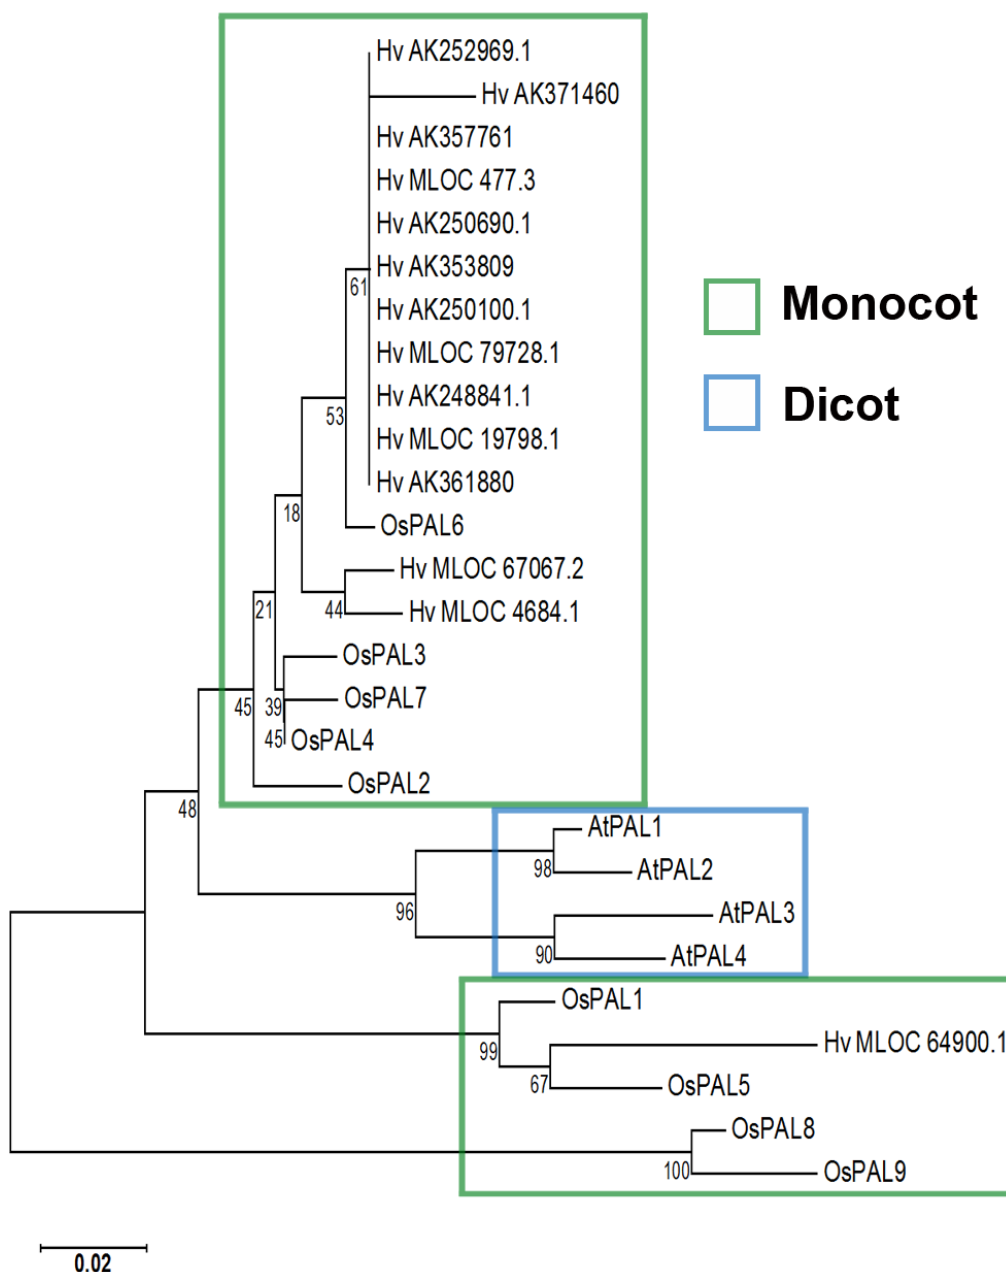 Hv AK252969.1
Hv AK371460
Hv AK357761
Hv MLOC 477.3
Hv AK250690.1
Hv AK353809
61
Hv AK250100.1
Hv MLOC 79728.1
Hv AK248841.1
53
Hv MLOC 19798.1
Hv AK361880
18
OsPAL6
Hv MLOC 67067.2
21
44
Hv MLOC 4684.1
OsPAL3
45
39
OsPAL7
45
OsPAL4
OsPAL2
48
AtPAL1
98
AtPAL2
96
AtPAL3
90
AtPAL4
OsPAL1
99
Hv MLOC 64900.1
67
OsPAL5
OsPAL8
100
OsPAL9
Monocot
Dicot
0.02